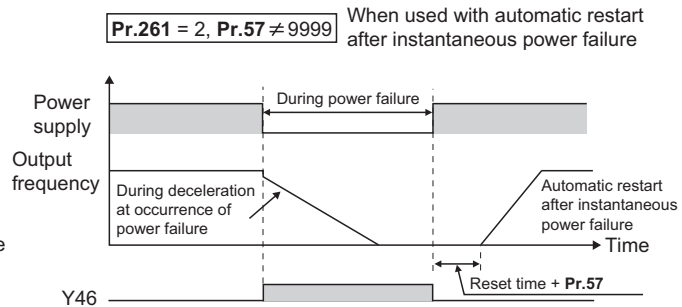 Pr.261 = 2, Pr.57 ≠ 9999
When used with automatic restart
after instantaneous power failure
Power
supply
During power failure
Output
frequency
During deceleration
at occurrence of
power failure
Automatic restart
after instantaneous
power failure
Time
e
Reset time + Pr.57
Y46